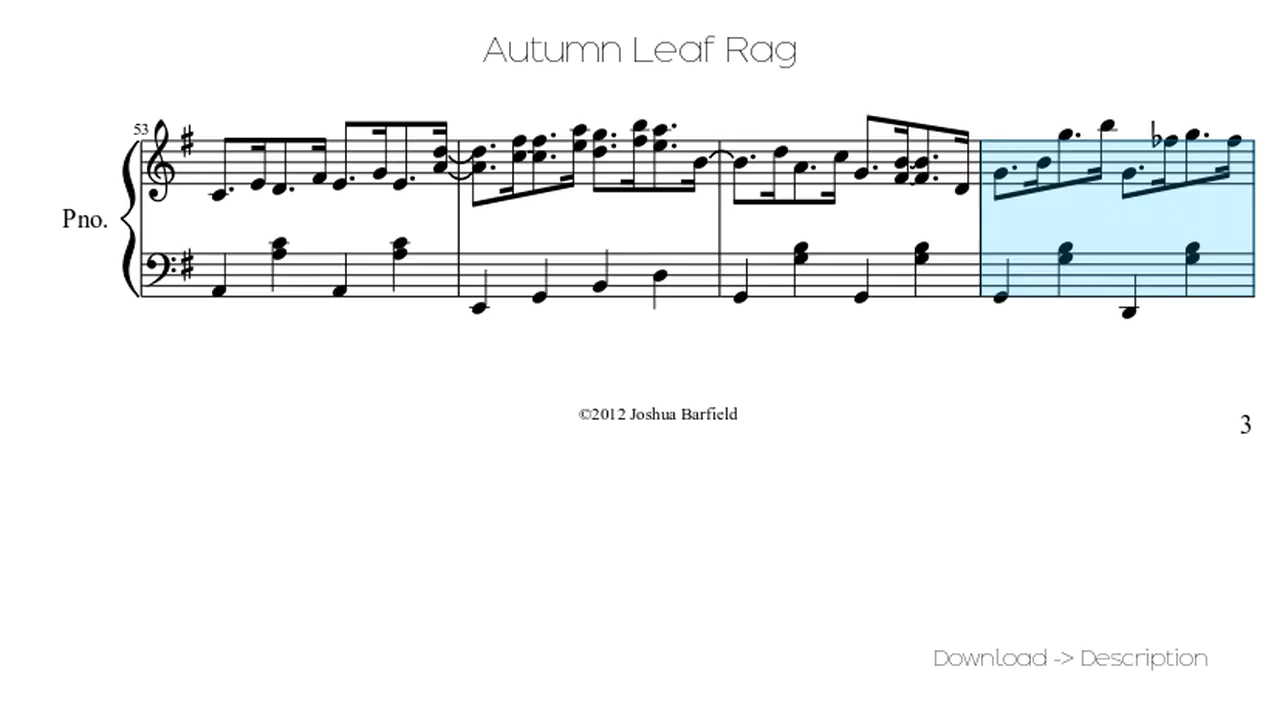 Autumn Leaf Rag
53
Pno.
©2012 Joshua Barfield
3
Download -> Description